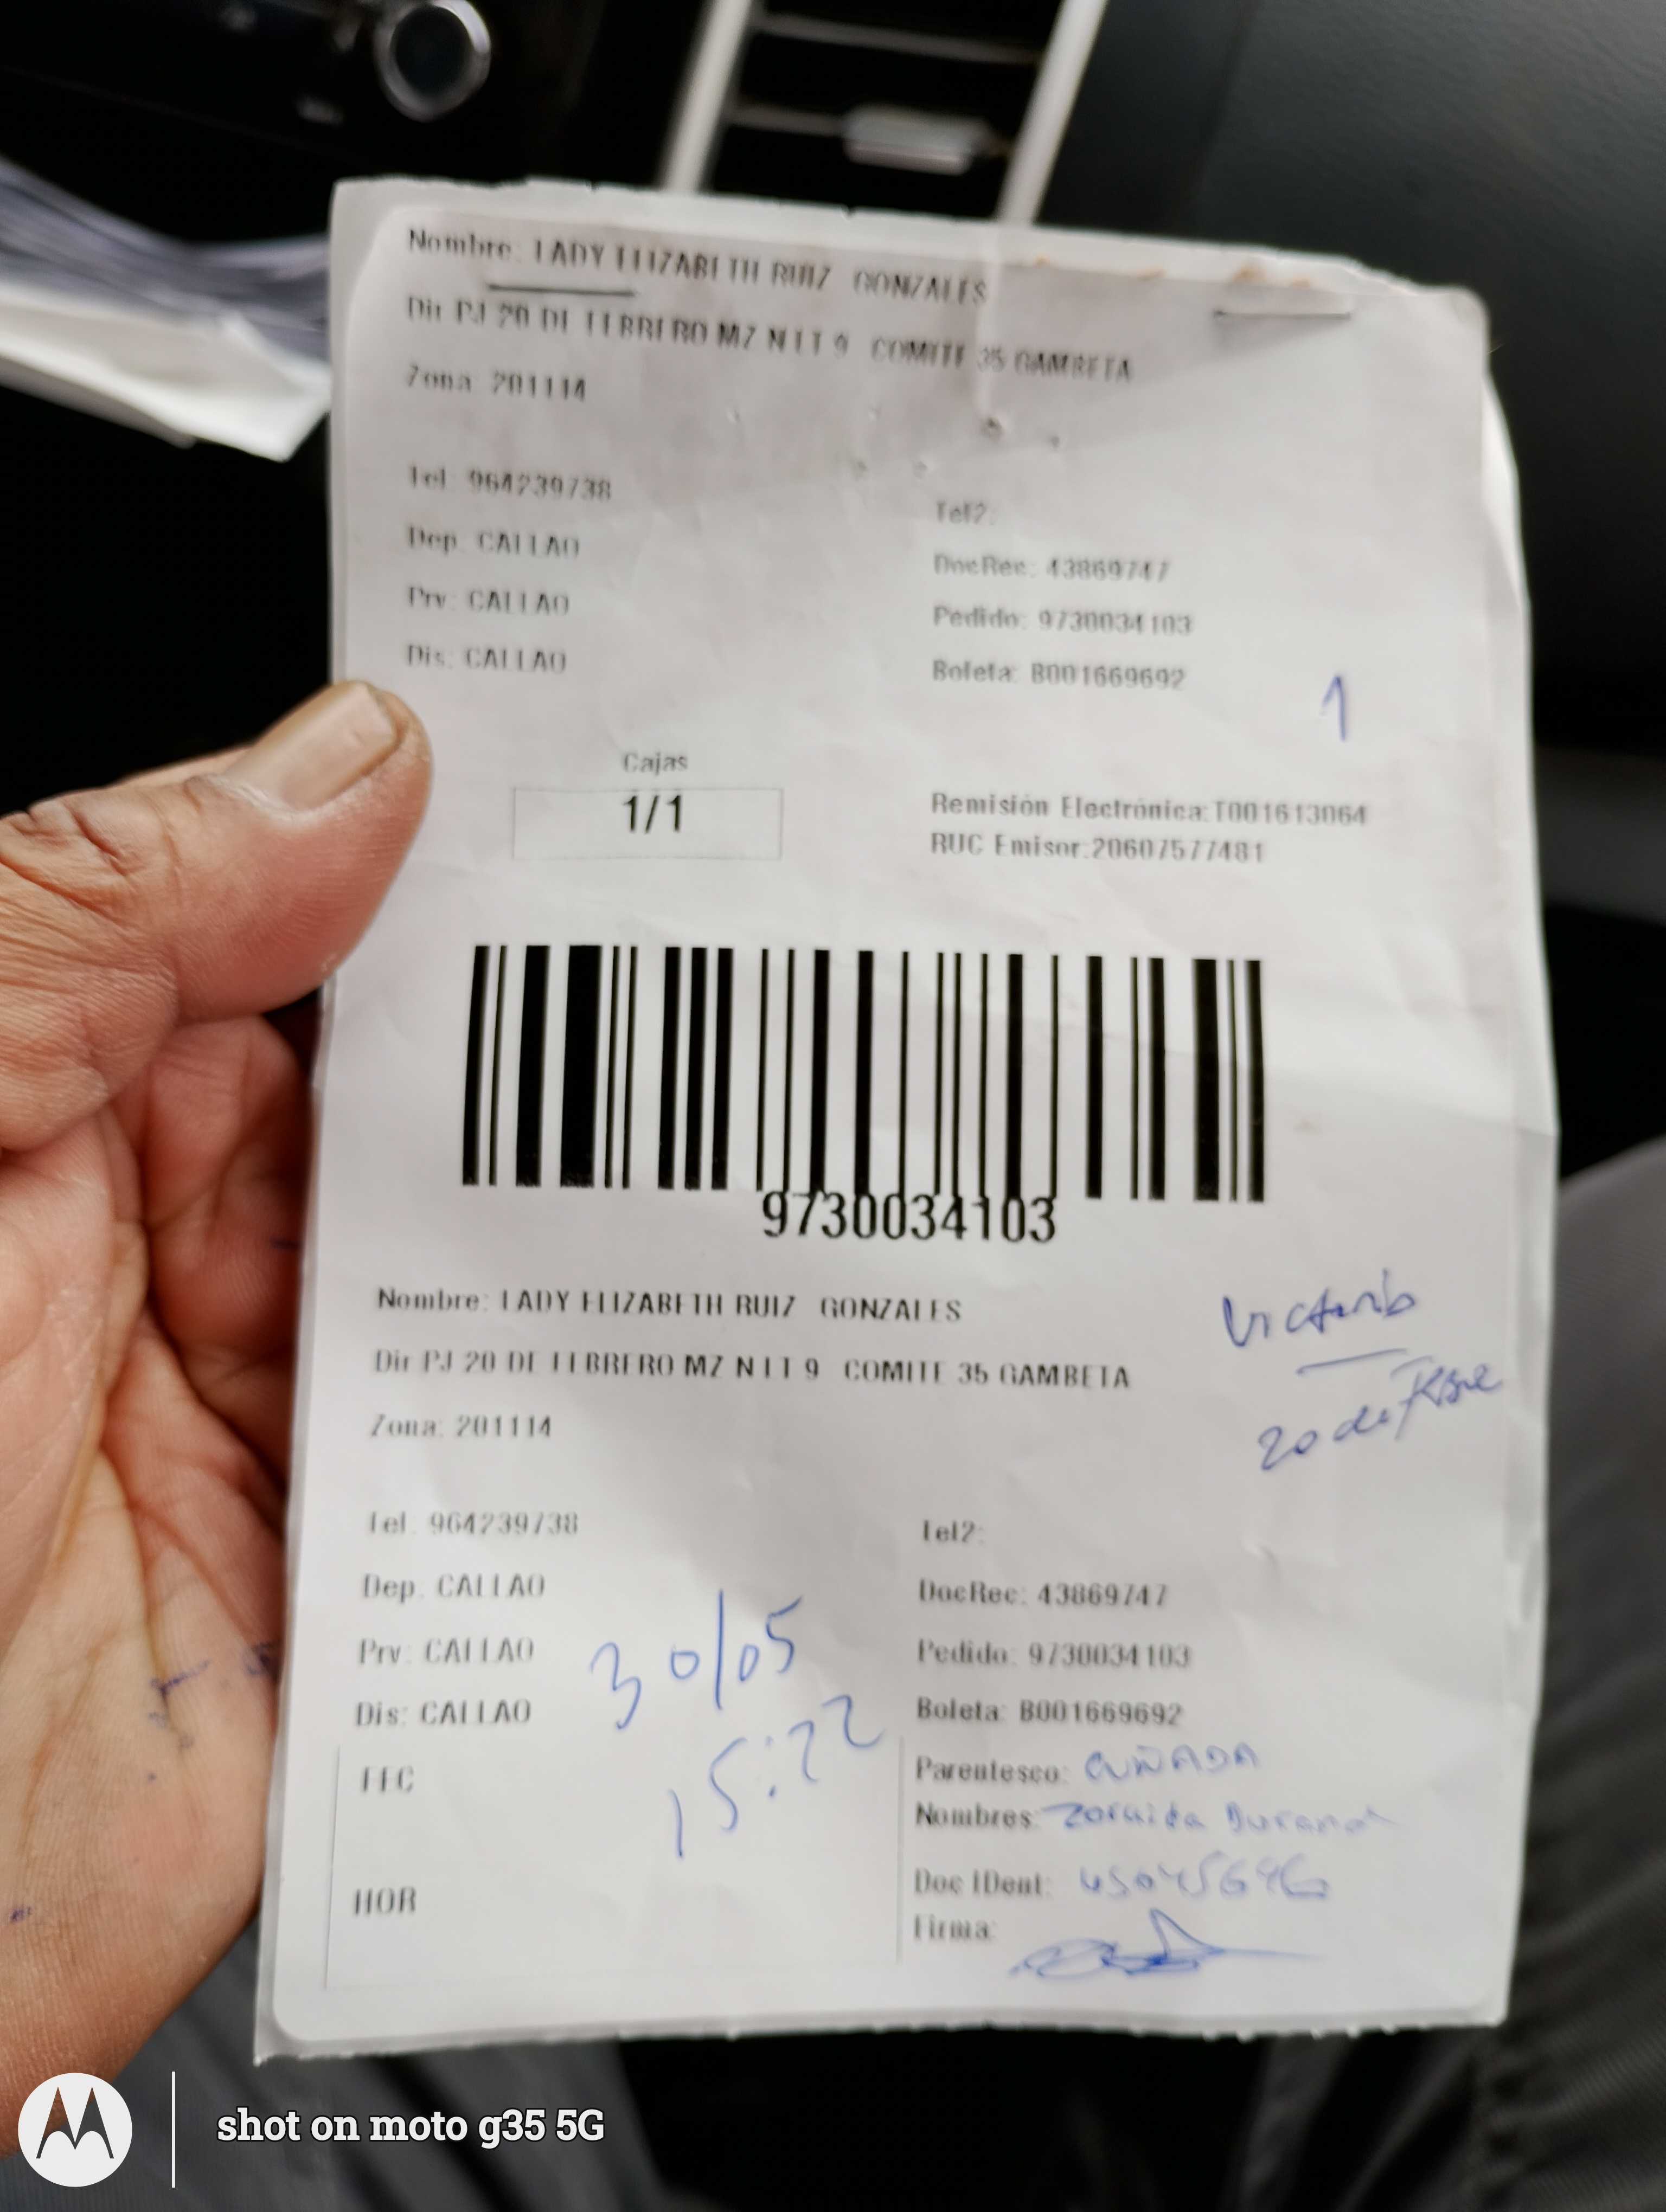 Nombre: LADY ELIZABETH RUIZ GONZALES
Dir PJ 20 DE FEBRERO MZ N LT 9 COMITE 35 GAMBETA
Zona: 201114
Tel: 964239738
Tel2:
Dep: CALLAO
DocRec: 43869747
Prv: CALLAO
Pedido: 9730034103
Dis: CALLAO
Boleta: B001669692
1
Cajas
1/1
Remisión Electrónica:T001613064
RUC Emisor:20607577481
9730034103
Nombre: LADY ELIZABETH RUIZ GONZALES
Dir PJ 20 DE FEBRERO MZ N LT 9 COMITE 35 GAMBETA
Zona: 201114
20 de
Tel: 964239738
Tel2:
Dep: CALLAO
DocRec: 43869747
Prv: CALLAO
Pedido: 9730034103
Dis: CALLAO
Boleta: B001669692
30/05
15:22
FEC
Parentesco: CUÑADA
Nombres: Zoraida Durand
HOR
Doc IDent:
Firma:
shot on moto g35 5G